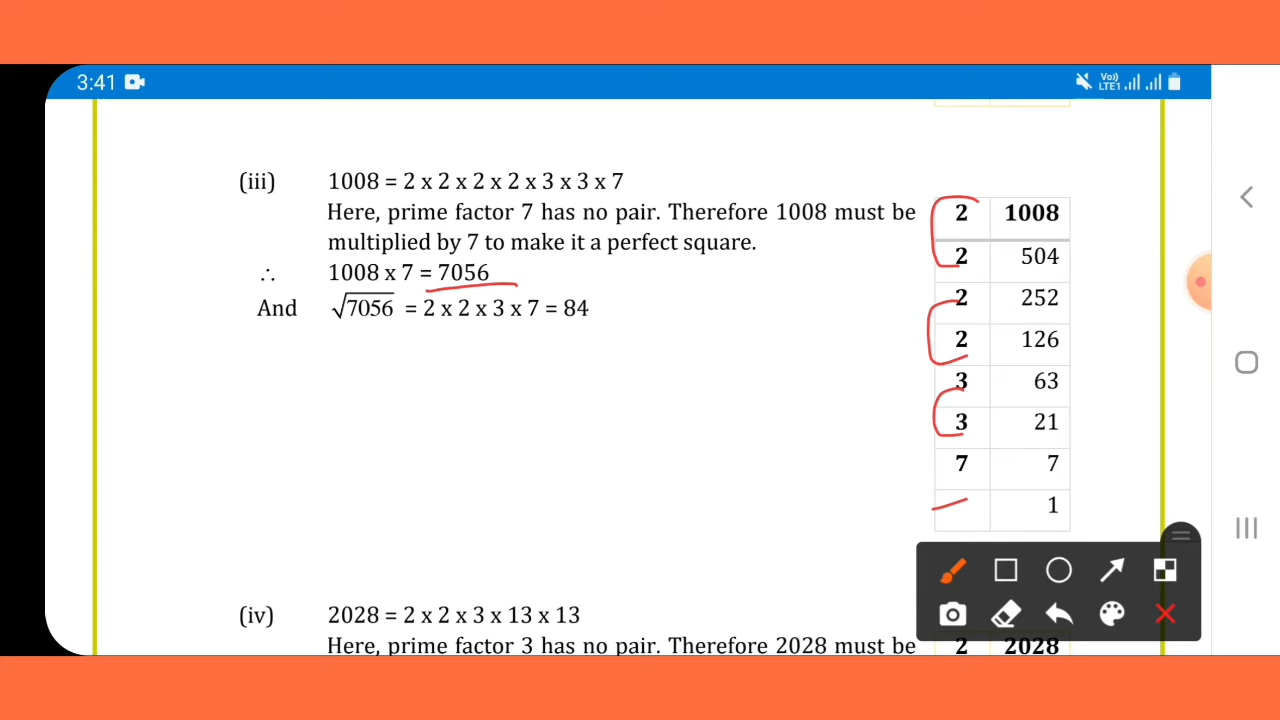 3:41
Vo)) LTE1
(iii) 1008 = 2 x 2 x 2 x 2 x 3 x 3 x 7
Here, prime factor 7 has no pair. Therefore 1008 must be
multiplied by 7 to make it a perfect square.
∴ 1008 x 7 = 7056
And √7056 = 2 x 2 x 3 x 7 = 84
2 1008
2 504
2 252
2 126
3 63
3 21
7 7
1
(iv) 2028 = 2 x 2 x 3 x 13 x 13
Here, prime factor 3 has no pair. Therefore 2028 must be
2 2028